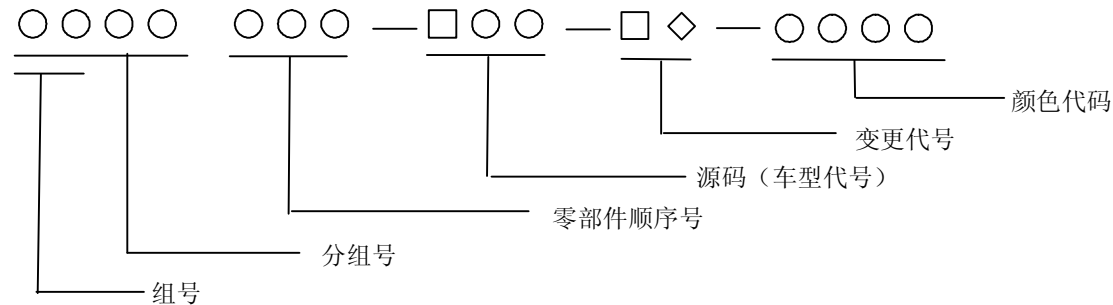 颜色代码
变更代号
源码（车型代号）
零部件顺序号
分组号
组号